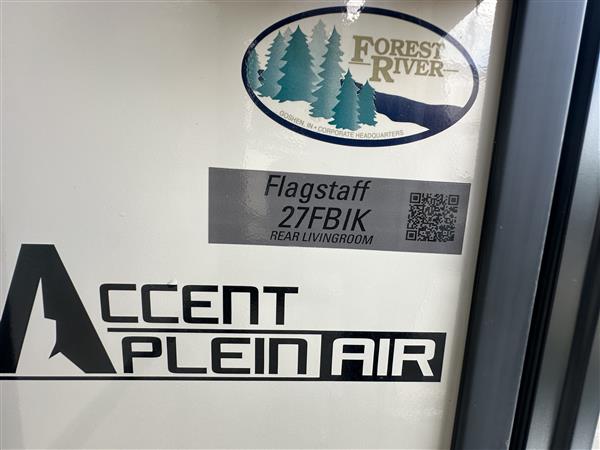 FOREST
RIVER
GOSHEN, IN • CORPORATE HEADQUARTERS
Flagstaff
27FBIK
REAR LIVINGROOM
ACCENT
PLEIN AIR